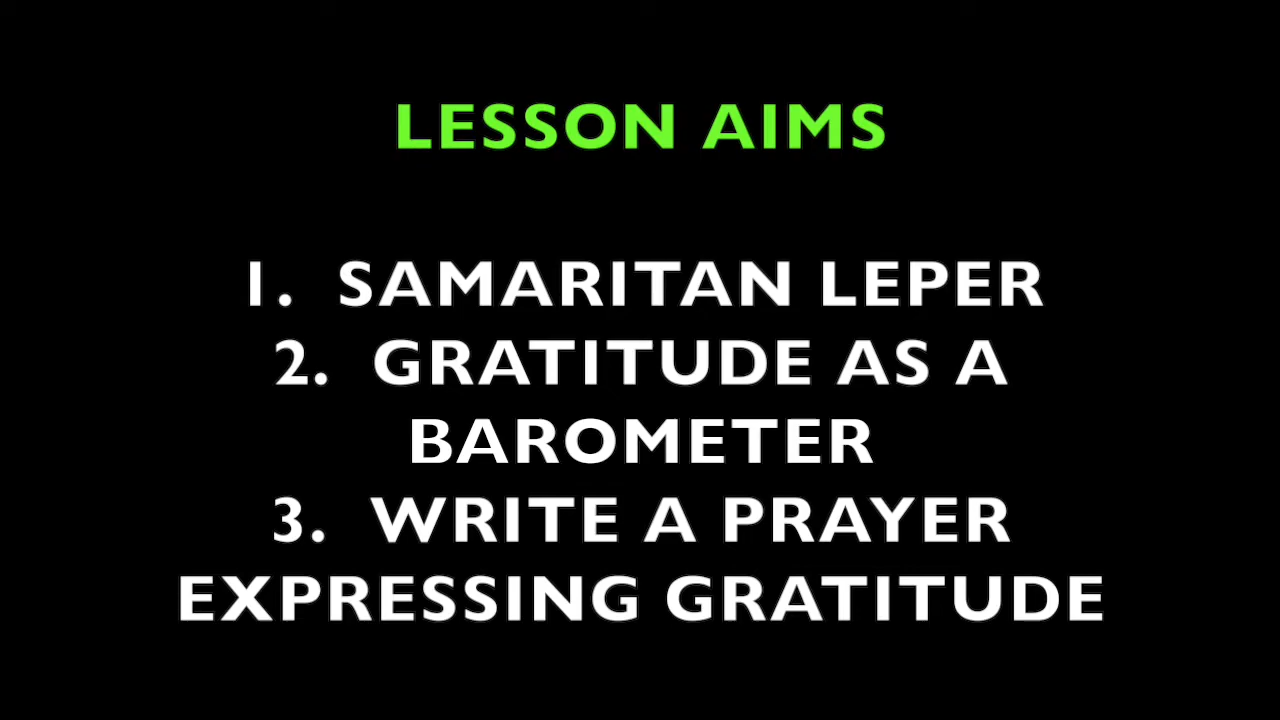 LESSON AIMS
1. SAMARITAN LEPER
2. GRATITUDE AS A
BAROMETER
3. WRITE A PRAYER
EXPRESSING GRATITUDE